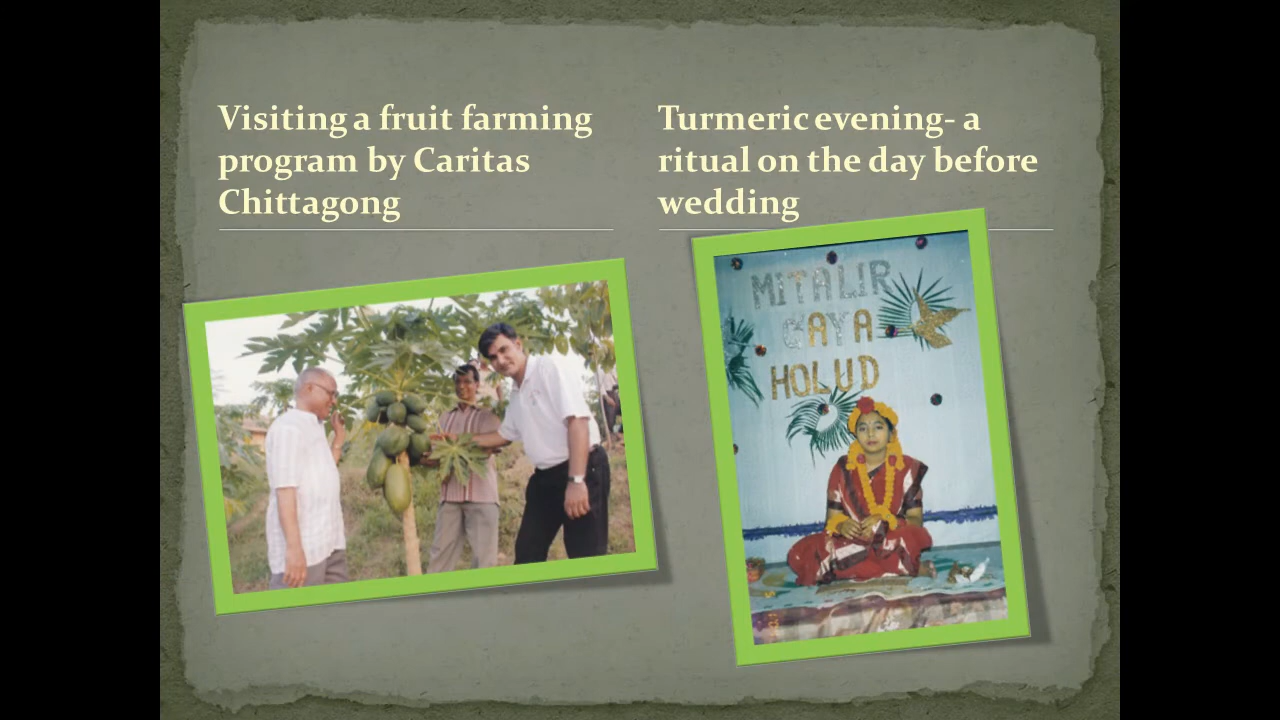 Visiting a fruit farming
program by Caritas
Chittagong
Turmeric evening- a
ritual on the day before
wedding
MITALIR
GAYA
HOLUD